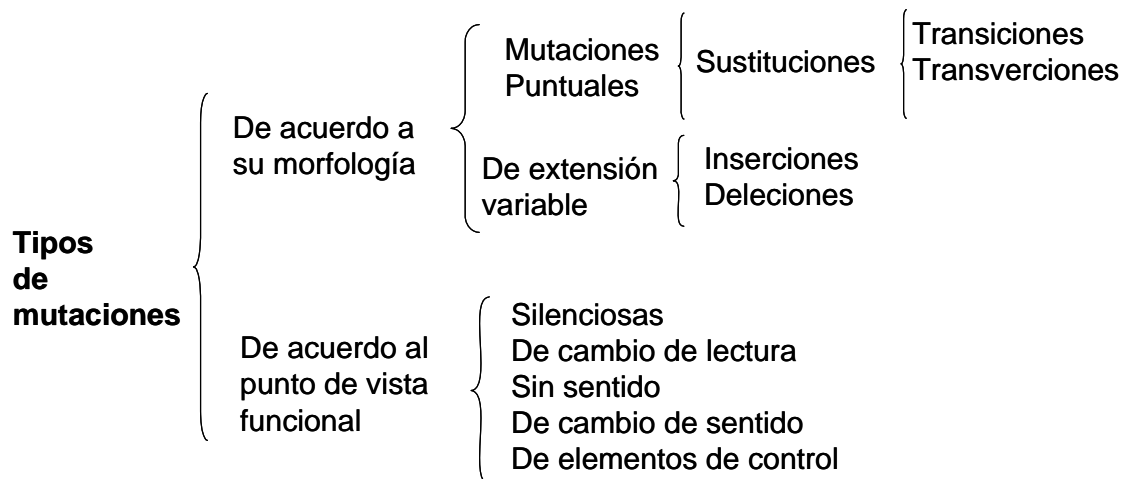 Tipos
de
mutaciones
De acuerdo a
su morfología
Mutaciones
Puntuales
Sustituciones
Transiciones
Transverciones
De extensión
variable
Inserciones
Deleciones
De acuerdo al
punto de vista
funcional
Silenciosas
De cambio de lectura
Sin sentido
De cambio de sentido
De elementos de control